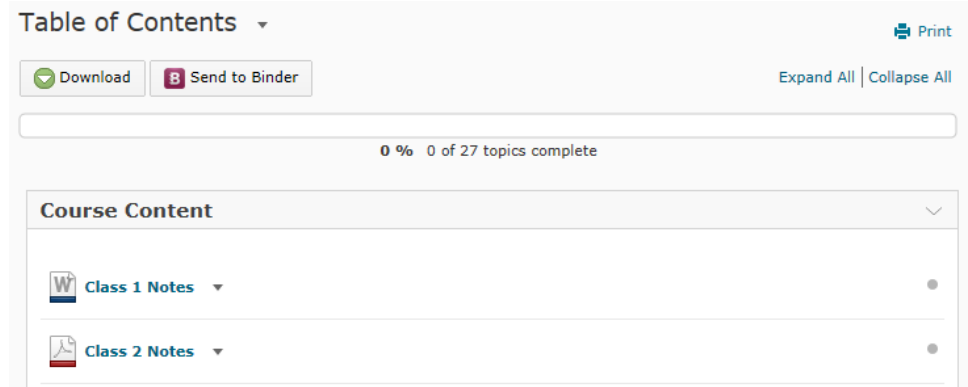 Table of Contents
Print
Download
B Send to Binder
Expand All | Collapse All
0 % 0 of 27 topics complete
Course Content
W Class 1 Notes
Class 2 Notes